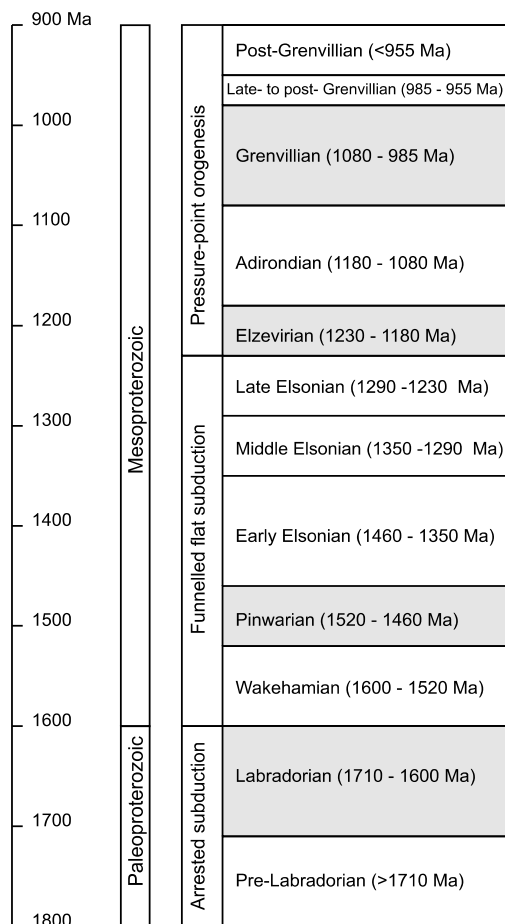 900 Ma
1000
1100
1200
1300
1400
1500
1600
1700
1800
Mesoproterozoic
Paleoproterozoic
Pressure-point orogenesis
Funnelled flat subduction
Arrested subduction
Post-Grenvillian (<955 Ma)
Late- to post- Grenvillian (985 - 955 Ma)
Grenvillian (1080 - 985 Ma)
Adirondian (1180 - 1080 Ma)
Elzevirian (1230 - 1180 Ma)
Late Elsonian (1290 -1230  Ma)
Middle Elsonian (1350 -1290  Ma)
Early Elsonian (1460 - 1350 Ma)
Pinwarian (1520 - 1460 Ma)
Wakehamian (1600 - 1520 Ma)
Labradorian (1710 - 1600 Ma)
Pre-Labradorian (>1710 Ma)